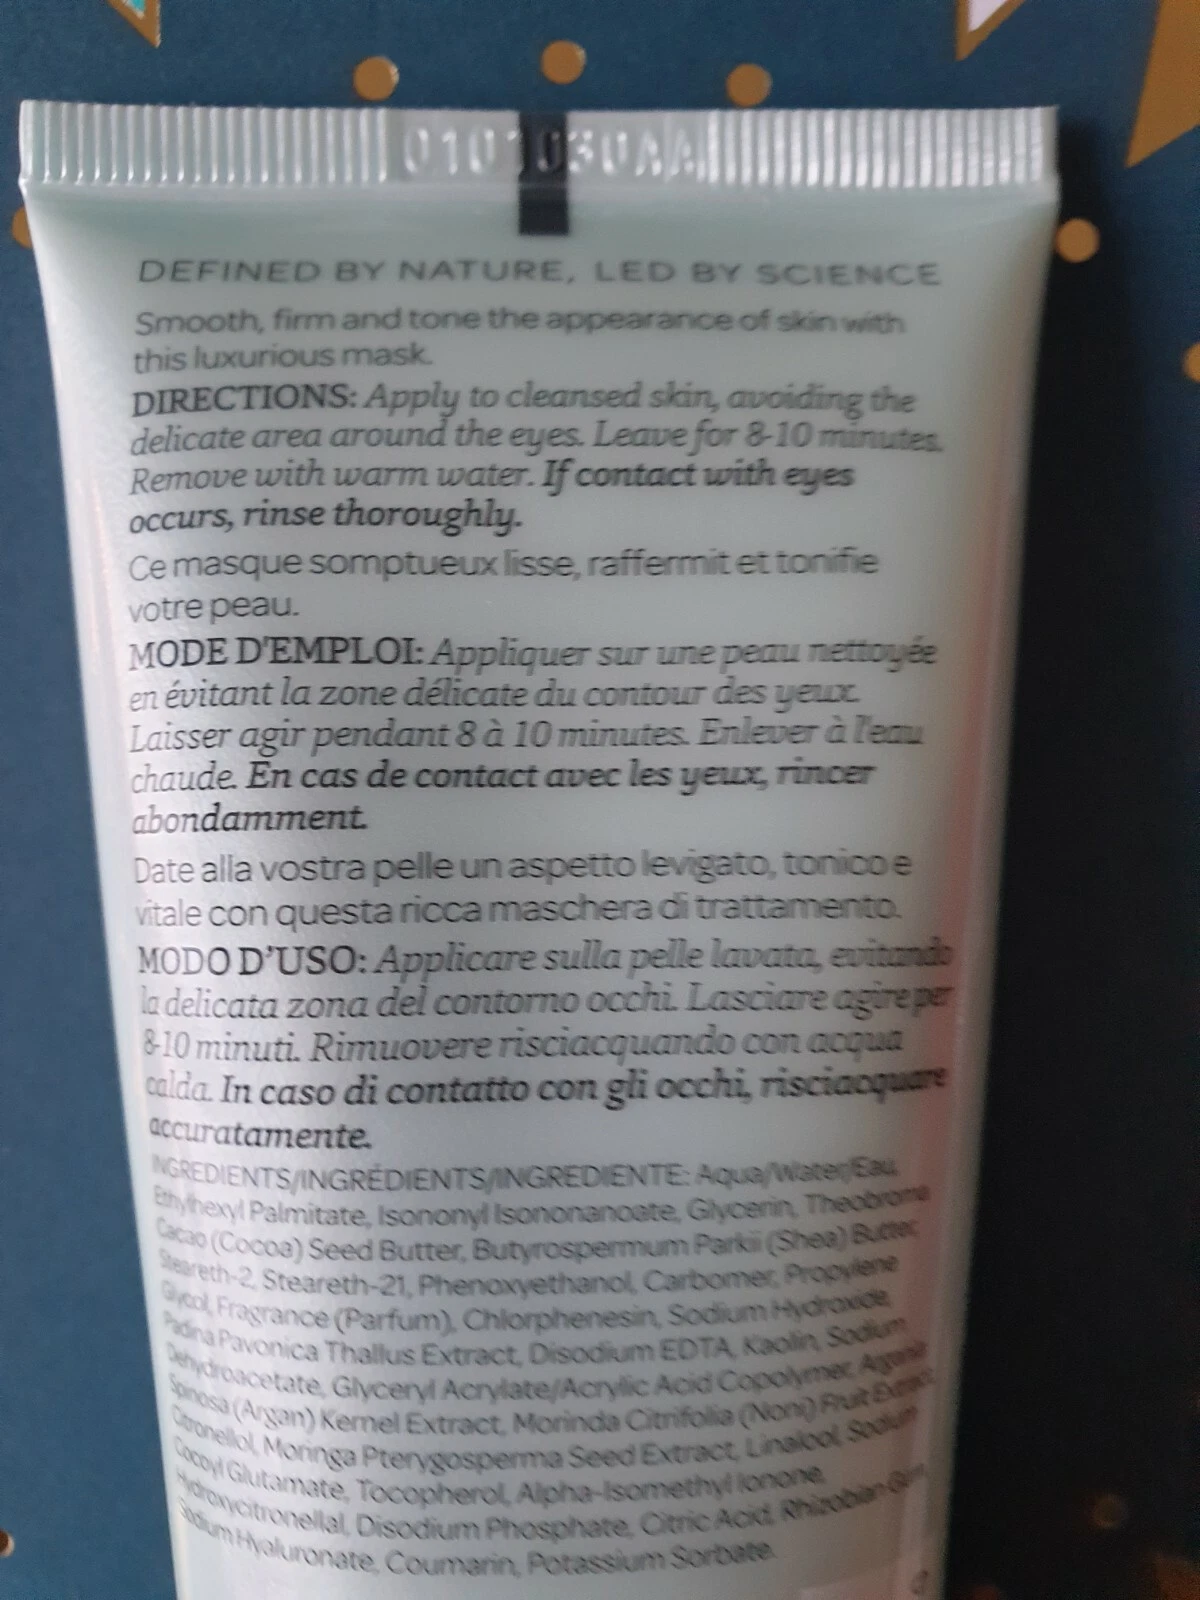 0101030AA
DEFINED BY NATURE, LED BY SCIENCE
Smooth, firm and tone the appearance of skin with
this luxurious mask.
DIRECTIONS: Apply to cleansed skin, avoiding the
delicate area around the eyes. Leave for 8-10 minutes.
Remove with warm water. If contact with eyes
occurs, rinse thoroughly.
Ce masque somptueux lisse, raffermit et tonifie
votre peau.
MODE D'EMPLOI: Appliquer sur une peau nettoyée
en évitant la zone délicate du contour des yeux.
Laisser agir pendant 8 à 10 minutes. Enlever à l'eau
chaude. En cas de contact avec les yeux, rincer
abondamment.
Date alla vostra pelle un aspetto levigato, tonico e
vitale con questa ricca maschera di trattamento.
MODO D'USO: Applicare sulla pelle lavata, evitando
la delicata zona del contorno occhi. Lasciare agire per
8-10 minuti. Rimuovere risciacquando con acqua
calda. In caso di contatto con gli occhi, risciacquare
accuratamente.
INGREDIENTS/INGRÉDIENTS/INGREDIENTE: Aqua/Water/Eau,
Ethylhexyl Palmitate, Isononyl Isononanoate, Glycerin, Theobroma
Cacao (Cocoa) Seed Butter, Butyrospermum Parkii (Shea) Butter,
Steareth-2, Steareth-21, Phenoxyethanol, Carbomer, Propylene
Glycol, Fragrance (Parfum), Chlorphenesin, Sodium Hydroxide,
Padina Pavonica Thallus Extract, Disodium EDTA, Kaolin, Sodium
Dehydroacetate, Glyceryl Acrylate/Acrylic Acid Copolymer, Argania
Spinosa (Argan) Kernel Extract, Morinda Citrifolia (Noni) Fruit Extract,
Citronellol, Moringa Pterygosperma Seed Extract, Linalool, Sodium
Cocoyl Glutamate, Tocopherol, Alpha-Isomethyl Ionone,
Hydroxycitronellal, Disodium Phosphate, Citric Acid, Rhizobian Gum,
Sodium Hyaluronate, Coumarin, Potassium Sorbate.